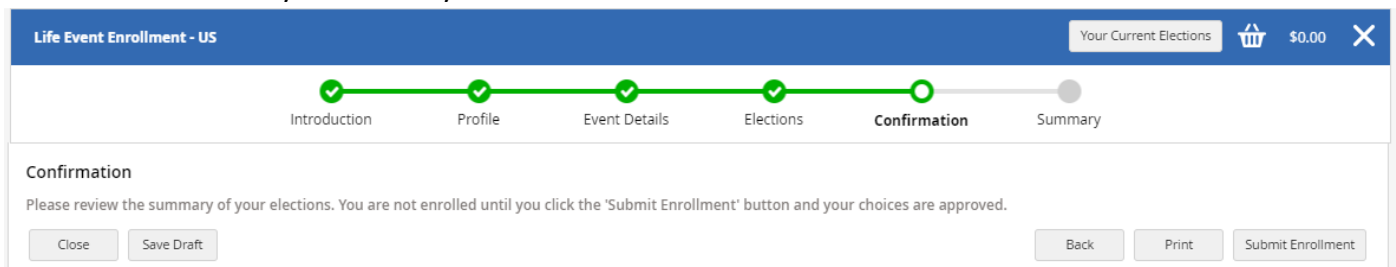 Life Event Enrollment - US
Your Current Elections
$0.00
Introduction
Profile
Event Details
Elections
Confirmation
Summary
Confirmation
Please review the summary of your elections. You are not enrolled until you click the 'Submit Enrollment' button and your choices are approved.
Close
Save Draft
Back
Print
Submit Enrollment